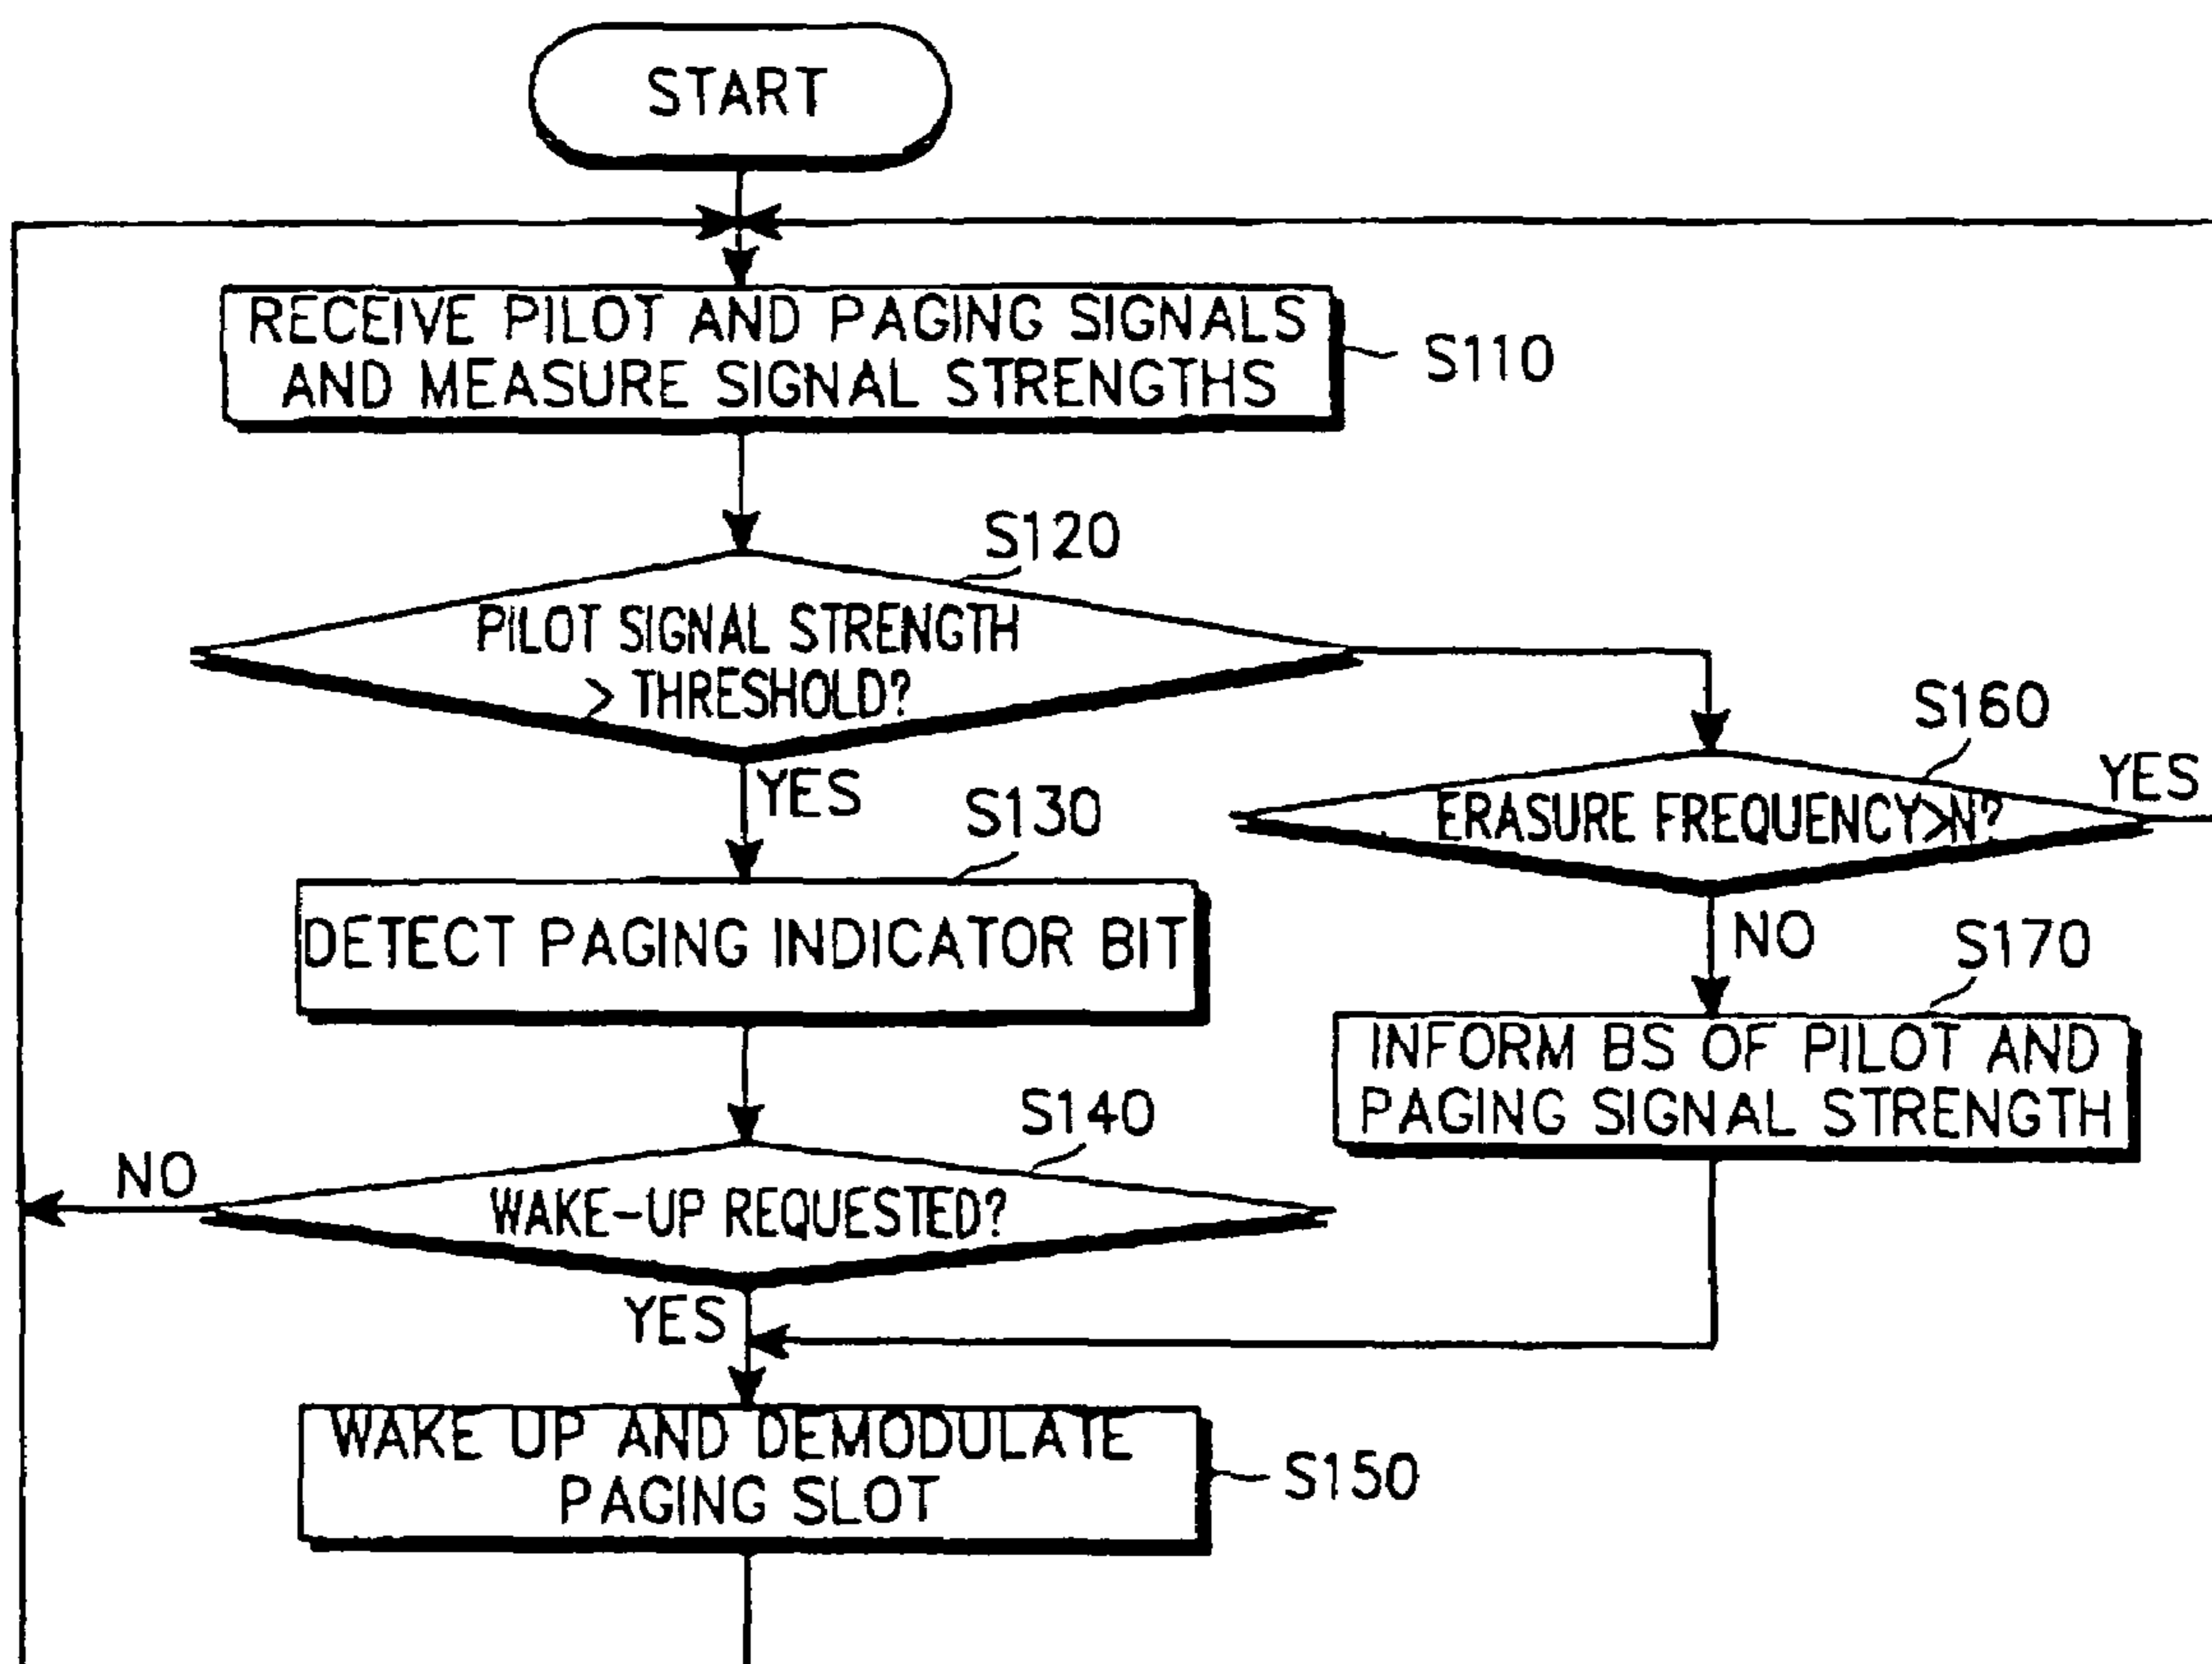 START
RECEIVE PILOT AND PAGING SIGNALS
AND MEASURE SIGNAL STRENGTHS
S110
S120
PILOT SIGNAL STRENGTH
> THRESHOLD?
YES
S130
DETECT PAGING INDICATOR BIT
S140
WAKE-UP REQUESTED?
NO
YES
WAKE UP AND DEMODULATE
PAGING SLOT
S150
S160
ERASURE FREQUENCY>N?
YES
NO
S170
INFORM BS OF PILOT AND
PAGING SIGNAL STRENGTH